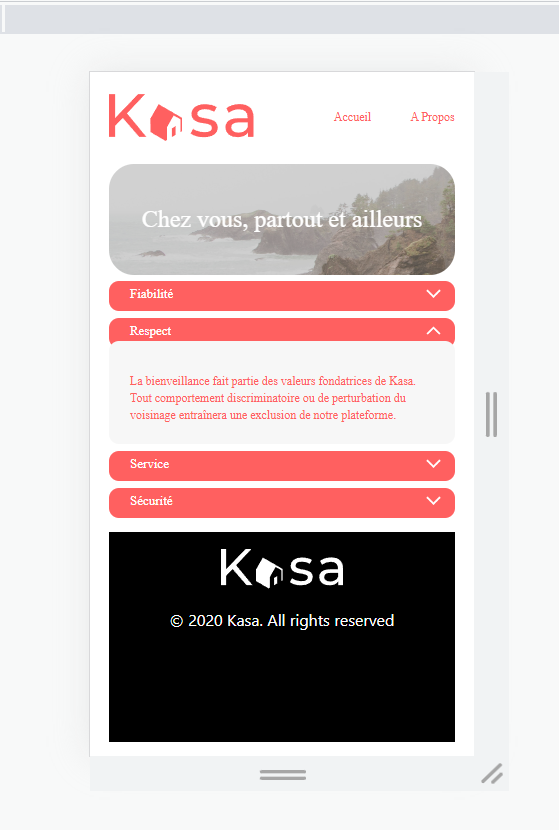 Kasa
Accueil A Propos
Chez vous, partout et ailleurs
Fiabilité
Respect
La bienveillance fait partie des valeurs fondatrices de Kasa.
Tout comportement discriminatoire ou de perturbation du
voisinage entraînera une exclusion de notre plateforme.
Service
Sécurité
Kasa
© 2020 Kasa. All rights reserved